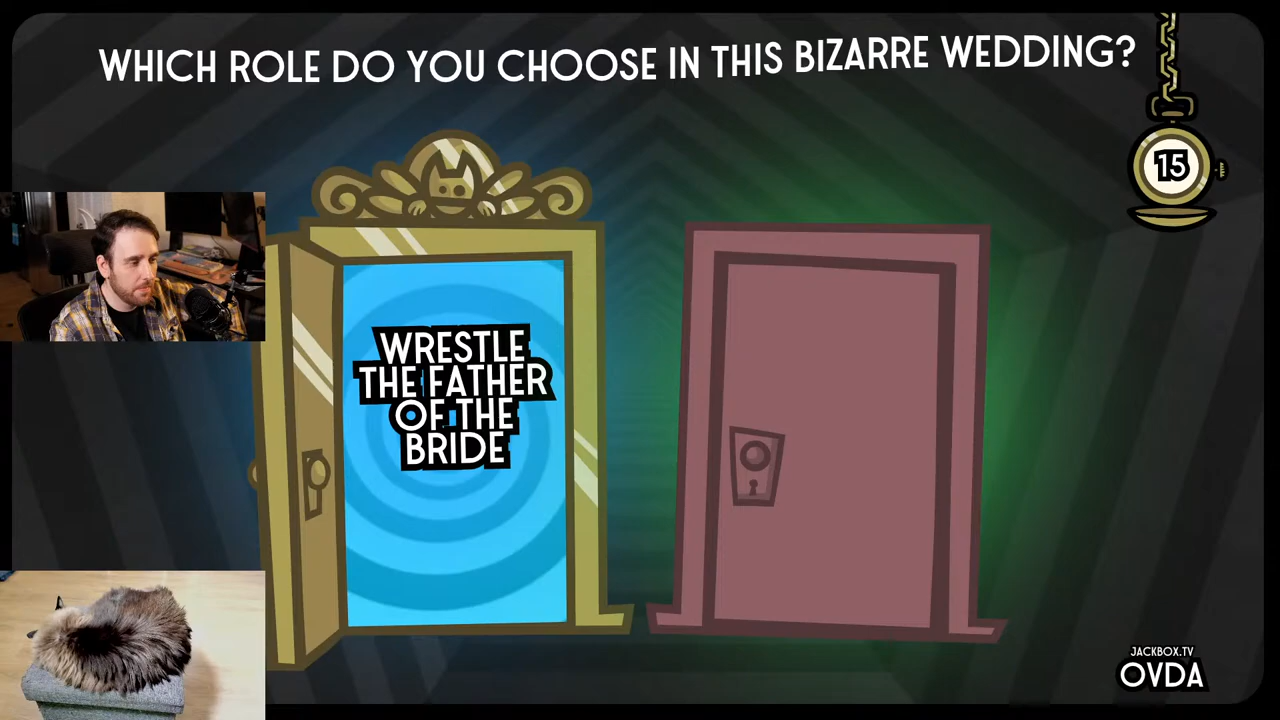 WHICH ROLE DO YOU CHOOSE IN THIS BIZARRE WEDDING?
15
WRESTLE
THE FATHER
OF THE
BRIDE
JACKBOX.TV
OVDA